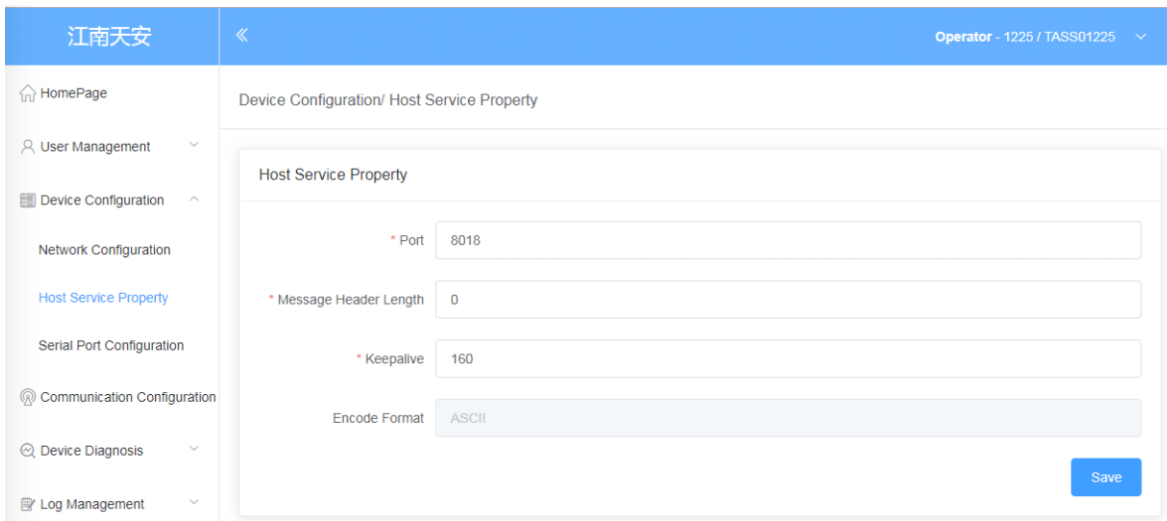 江南天安
Operator - 1225 / TASS01225
HomePage
User Management
Device Configuration
Network Configuration
Host Service Property
Serial Port Configuration
Communication Configuration
Device Diagnosis
Log Management
Device Configuration/ Host Service Property
Host Service Property
* Port 8018
* Message Header Length 0
* Keepalive 160
Encode Format ASCII
Save